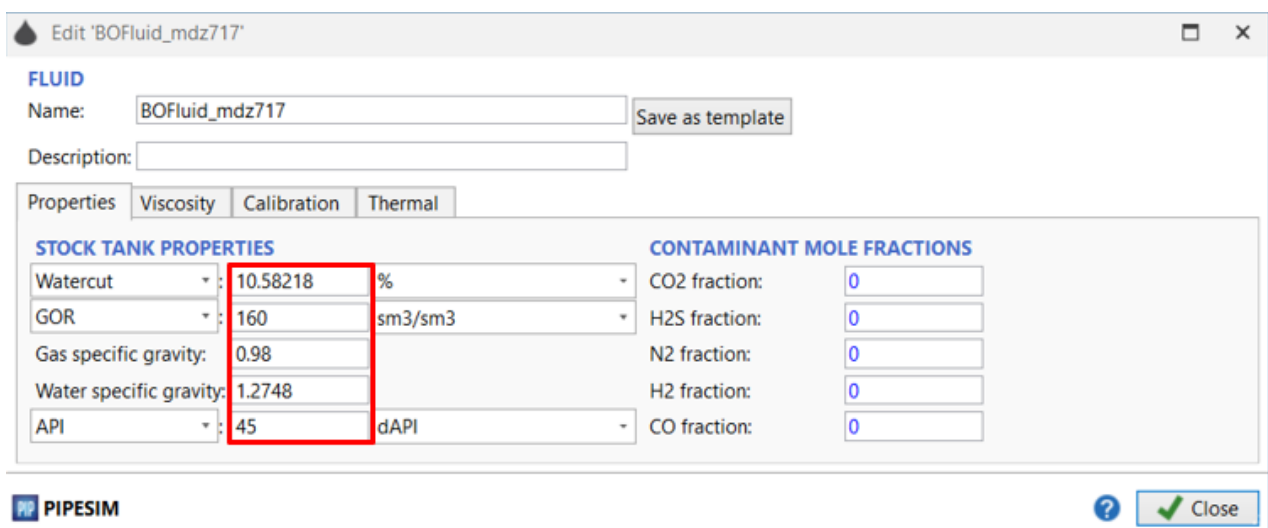 Edit 'BOFluid_mdz717'
FLUID
Name: BOFluid_mdz717 Save as template
Description:
Properties Viscosity Calibration Thermal
STOCK TANK PROPERTIES CONTAMINANT MOLE FRACTIONS
Watercut : 10.58218 % CO2 fraction: 0
GOR : 160 sm3/sm3 H2S fraction: 0
Gas specific gravity: 0.98 N2 fraction: 0
Water specific gravity: 1.2748 H2 fraction: 0
API : 45 dAPI CO fraction: 0
PIP PIPESIM ? Close